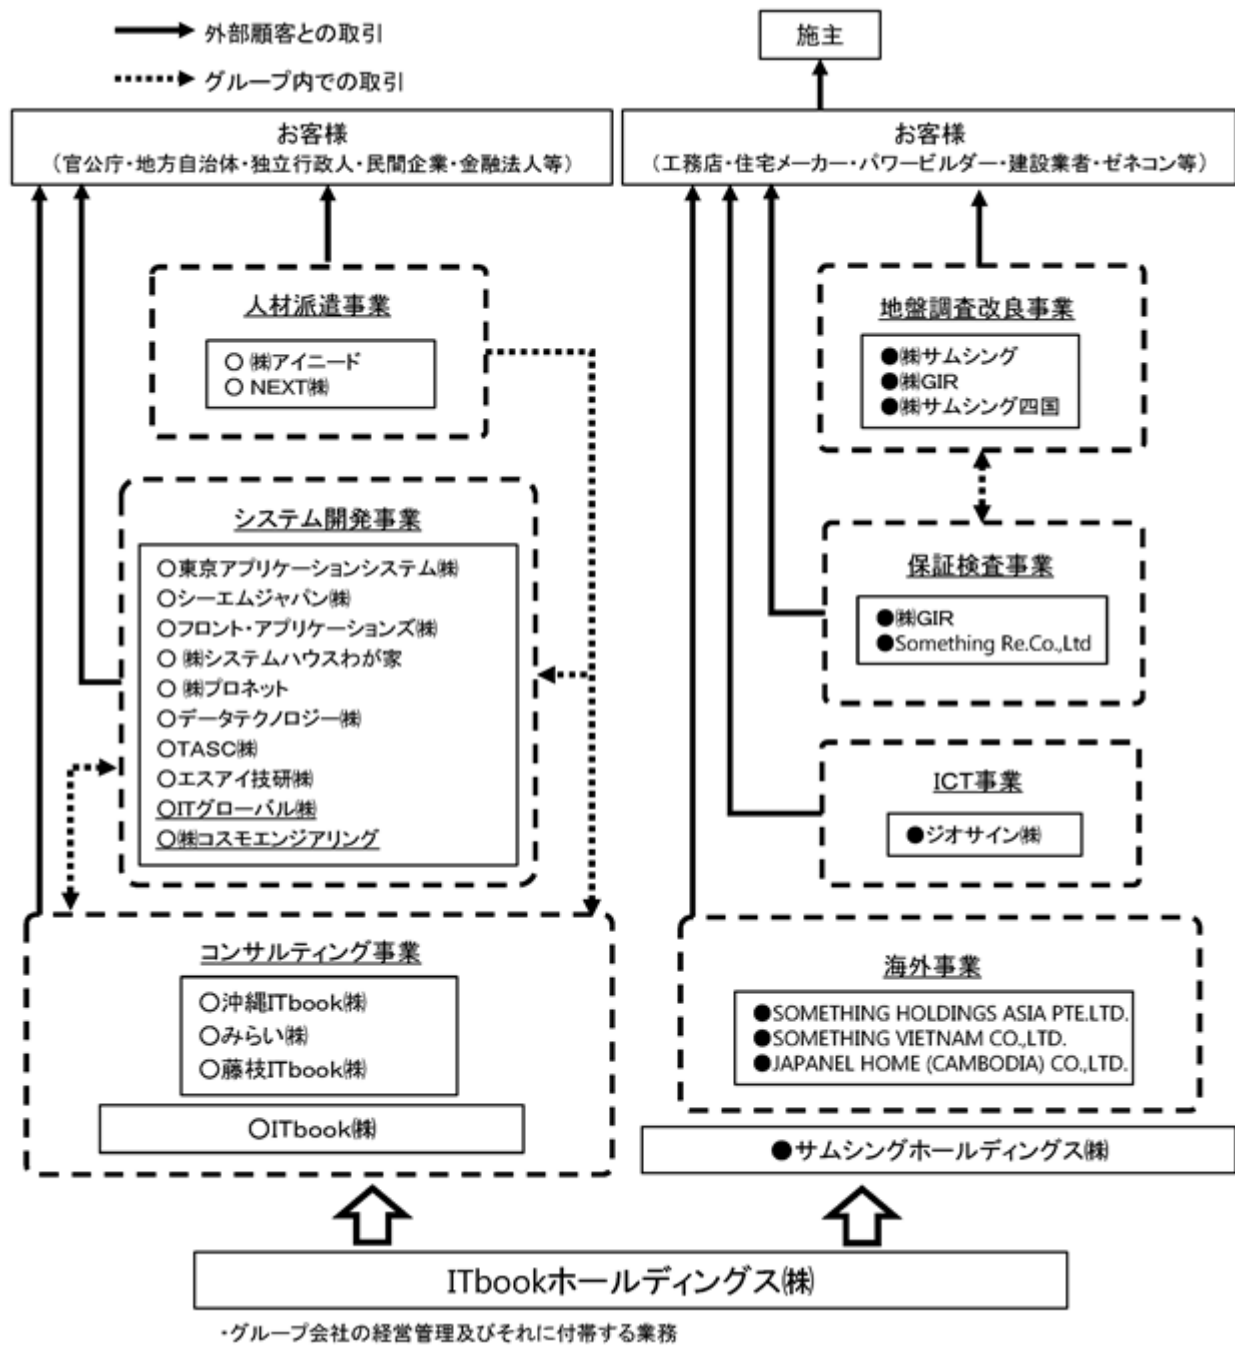 外部顧客との取引
グループ内での取引
施主
お客様
（官公庁・地方自治体・独立行政人・民間企業・金融法人等）
お客様
（工務店・住宅メーカー・パワービルダー・建設業者・ゼネコン等）
人材派遣事業
○ ㈱アイニード
○ NEXT㈱
地盤調査改良事業
●㈱サムシング
●㈱GIR
●㈱サムシング四国
システム開発事業
○東京アプリケーションシステム㈱
○シーエムジャパン㈱
○フロント・アプリケーションズ㈱
○ ㈱システムハウスわが家
○ ㈱プロネット
○データテクノロジー㈱
○TASC㈱
○エスアイ技研㈱
○ITグローバル㈱
○㈱コスモエンジアリング
保証検査事業
●㈱GIR
●Something Re.Co.,Ltd
ICT事業
●ジオサイン㈱
コンサルティング事業
○沖縄ITbook㈱
○みらい㈱
○藤枝ITbook㈱
○ITbook㈱
海外事業
●SOMETHING HOLDINGS ASIA PTE.LTD.
●SOMETHING VIETNAM CO.,LTD.
●JAPANEL HOME (CAMBODIA) CO.,LTD.
●サムシングホールディングス㈱
ITbookホールディングス㈱
・グループ会社の経営管理及びそれに付帯する業務